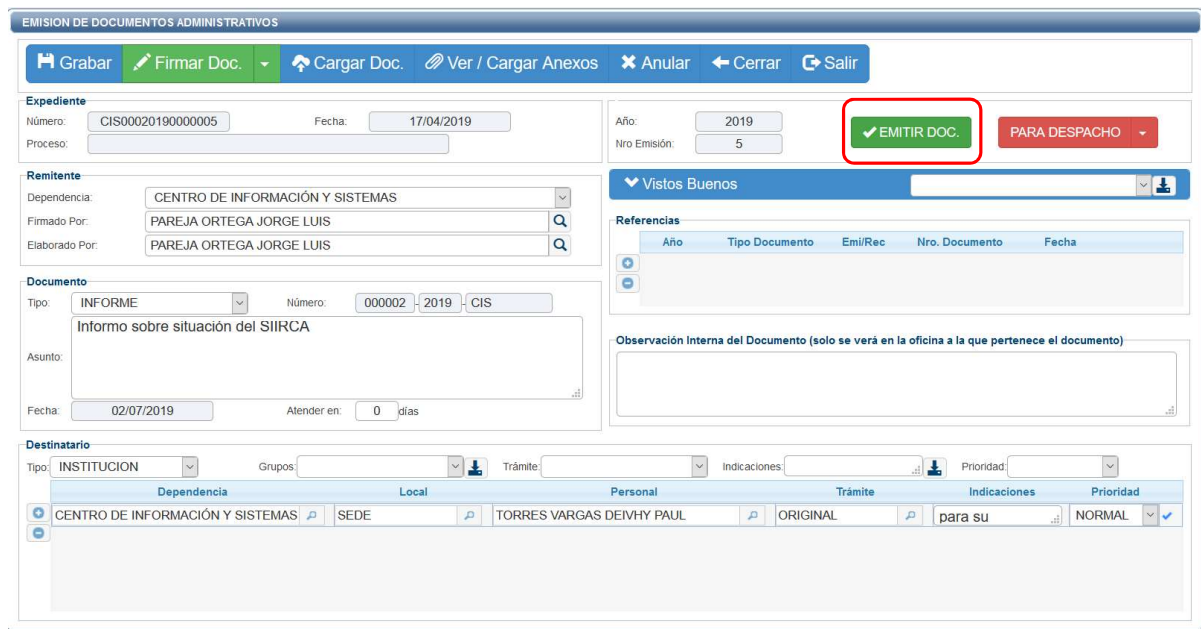 EMISION DE DOCUMENTOS ADMINISTRATIVOS
Grabar Firmar Doc. Cargar Doc. Ver / Cargar Anexos Anular Cerrar Salir
Expediente
Número: CIS00020190000005 Fecha: 17/04/2019
Proceso:
Año: 2019
Nro Emisión: 5
EMITIR DOC. PARA DESPACHO
Remitente
Dependencia: CENTRO DE INFORMACIÓN Y SISTEMAS
Firmado Por: PAREJA ORTEGA JORGE LUIS
Elaborado Por: PAREJA ORTEGA JORGE LUIS
Vistos Buenos
Referencias
Año Tipo Documento Emi/Rec Nro. Documento Fecha
Documento
Tipo: INFORME Número: 000002 - 2019 - CIS
Asunto: Informo sobre situación del SIIRCA
Fecha: 02/07/2019 Atender en: 0 días
Observación Interna del Documento (solo se verá en la oficina a la que pertenece el documento)
Destinatario
Tipo: INSTITUCION Grupos: Trámite: Indicaciones: Prioridad:
Dependencia Local Personal Trámite Indicaciones Prioridad
CENTRO DE INFORMACIÓN Y SISTEMAS SEDE TORRES VARGAS DEIVHY PAUL ORIGINAL para su NORMAL